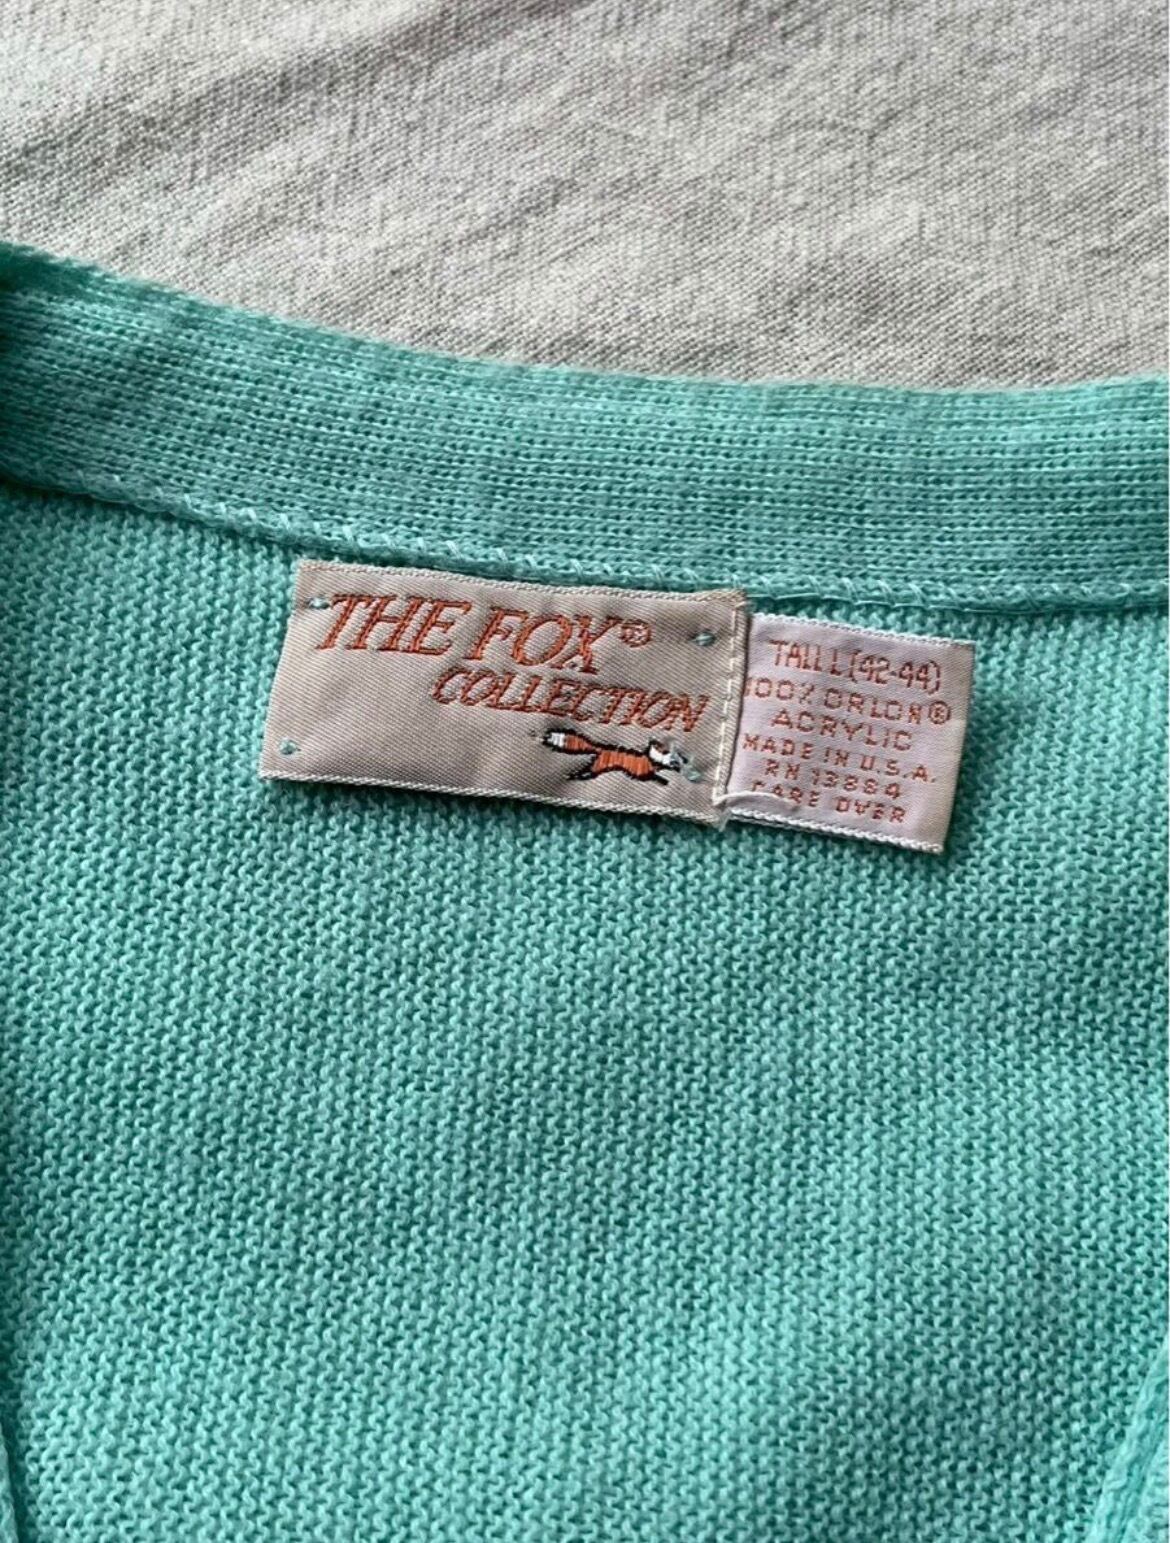 THE FOX®
COLLECTION
TALL L (42-44)
100% ORLON®
ACRYLIC
MADE IN U.S.A.
RN 13884
CARE OVER